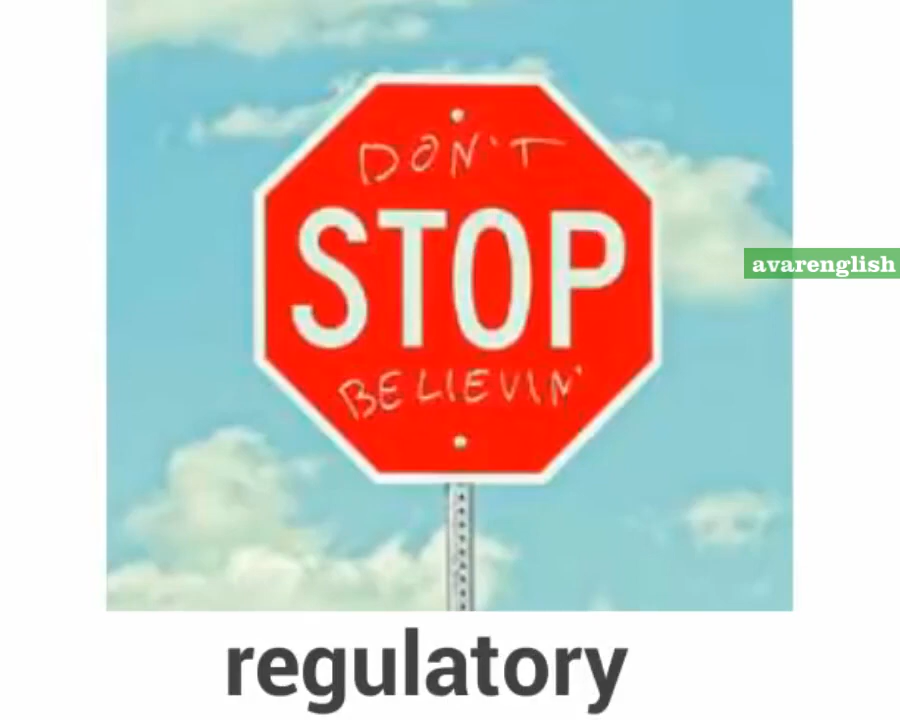 DON'T
STOP
BELIEVIN'
avarenglish
regulatory